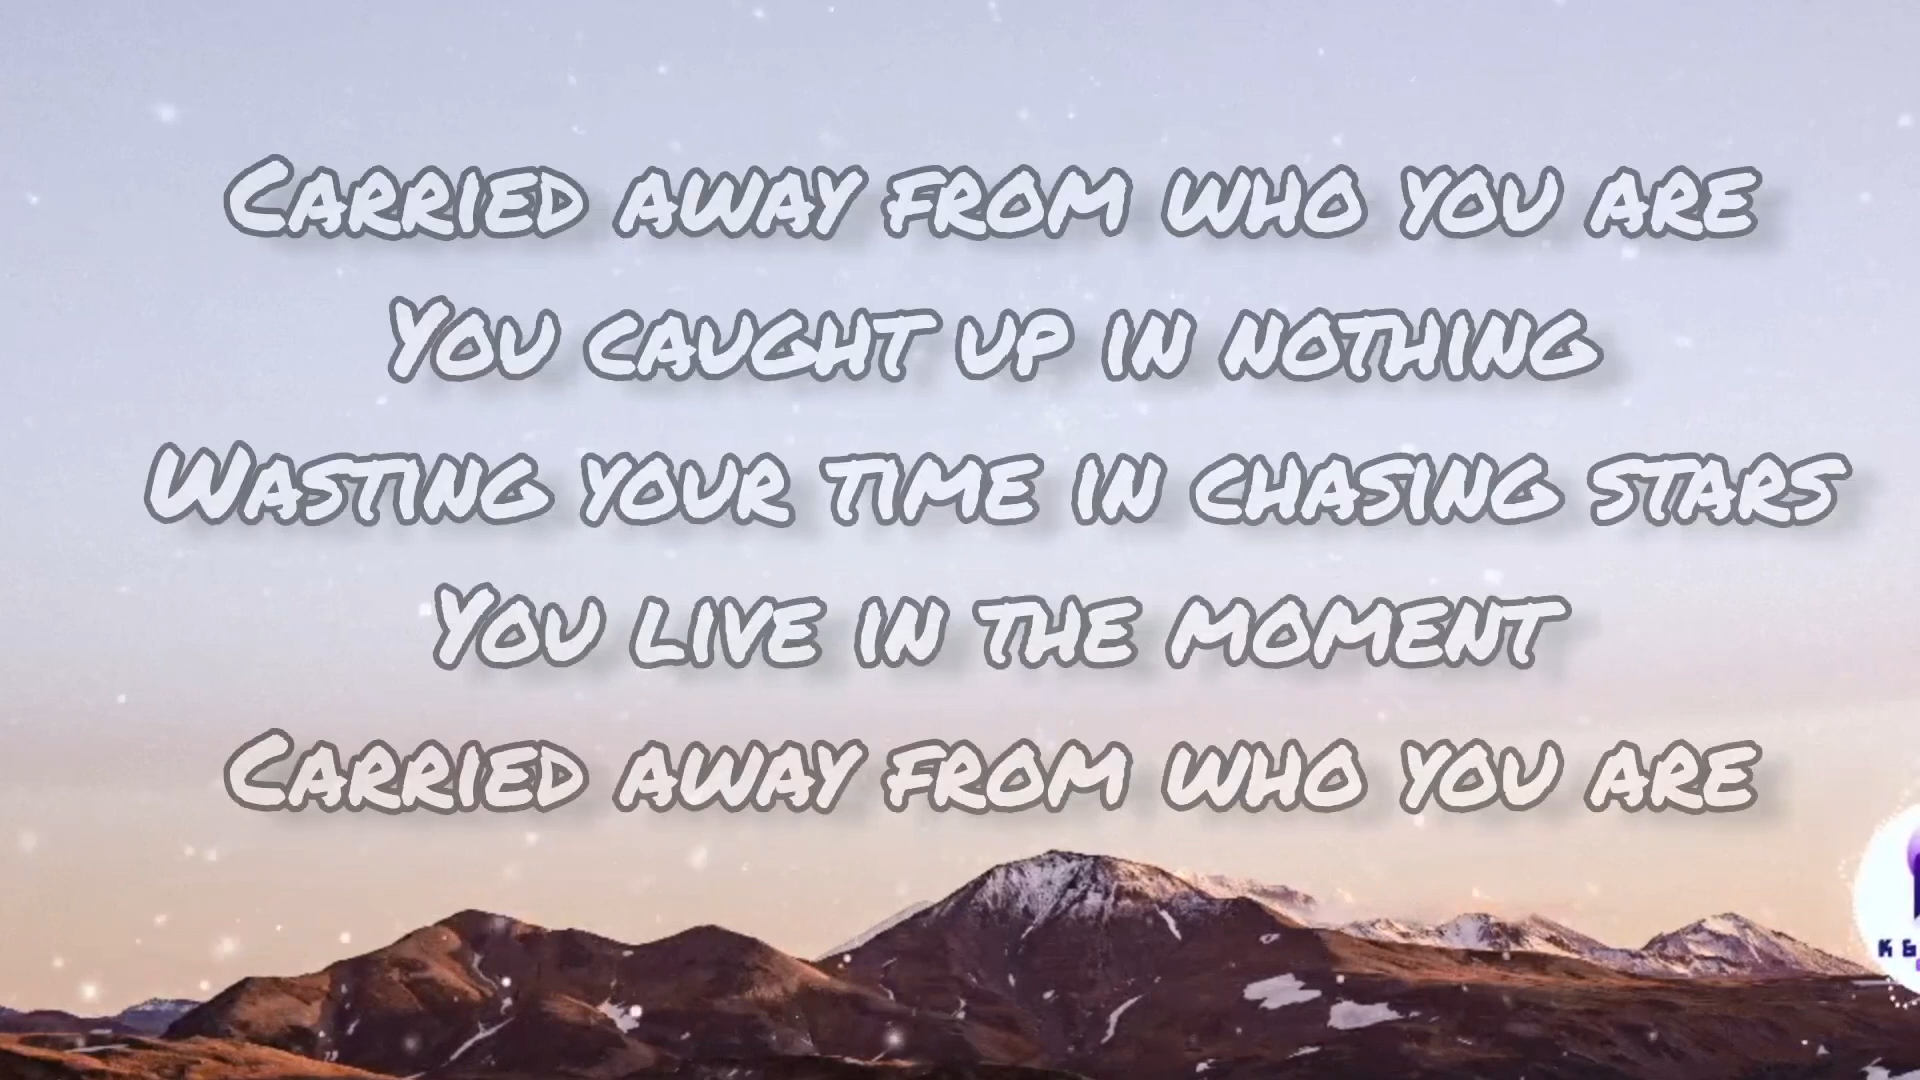 Carried away from who you are
You caught up in nothing
Wasting your time in chasing stars
You live in the moment
Carried away from who you are
K &